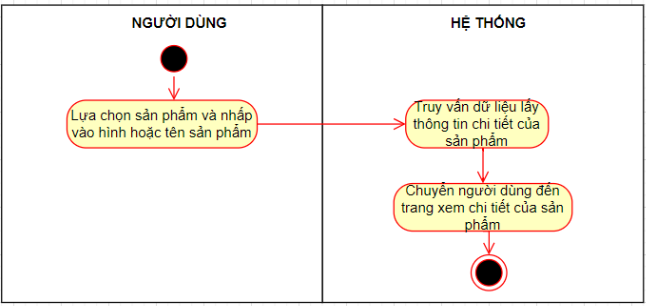 NGƯỜI DÙNG
HỆ THỐNG
Lựa chọn sản phẩm và nhấp
vào hình hoặc tên sản phẩm
Truy vấn dữ liệu lấy
thông tin chi tiết của
sản phẩm
Chuyển người dùng đến
trang xem chi tiết của sản
phẩm